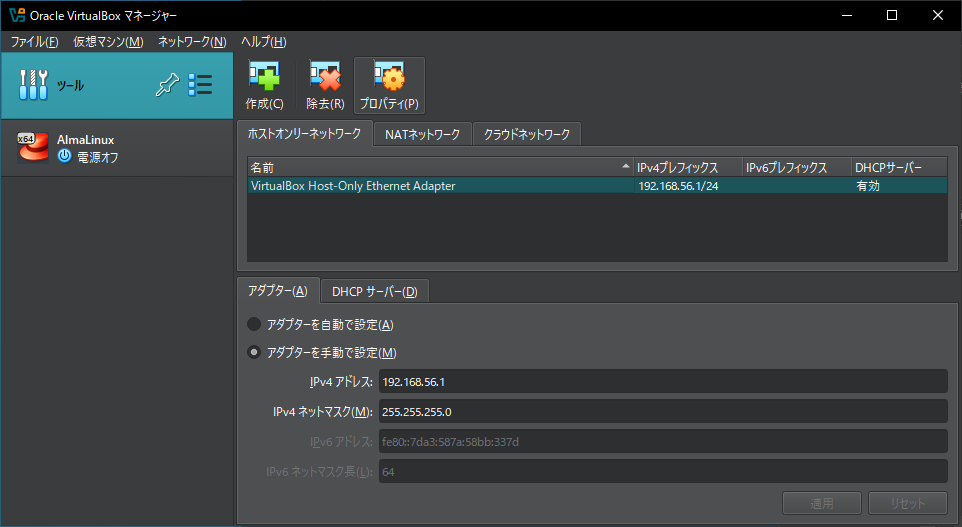 Oracle VirtualBox マネージャー
ファイル(F) 仮想マシン(M) ネットワーク(N) ヘルプ(H)
ツール
作成(C) 除去(R) プロパティ(P)
x64
AlmaLinux
電源オフ
ホストオンリーネットワーク NATネットワーク クラウドネットワーク
名前 IPv4プレフィックス IPv6プレフィックス DHCPサーバー
VirtualBox Host-Only Ethernet Adapter 192.168.56.1/24 有効
アダプター(A) DHCP サーバー(D)
アダプターを自動で設定(A)
アダプターを手動で設定(M)
IPv4 アドレス: 192.168.56.1
IPv4 ネットマスク(M): 255.255.255.0
IPv6 アドレス: fe80::7da3:587a:58bb:337d
IPv6 ネットマスク長(L): 64
適用 リセット